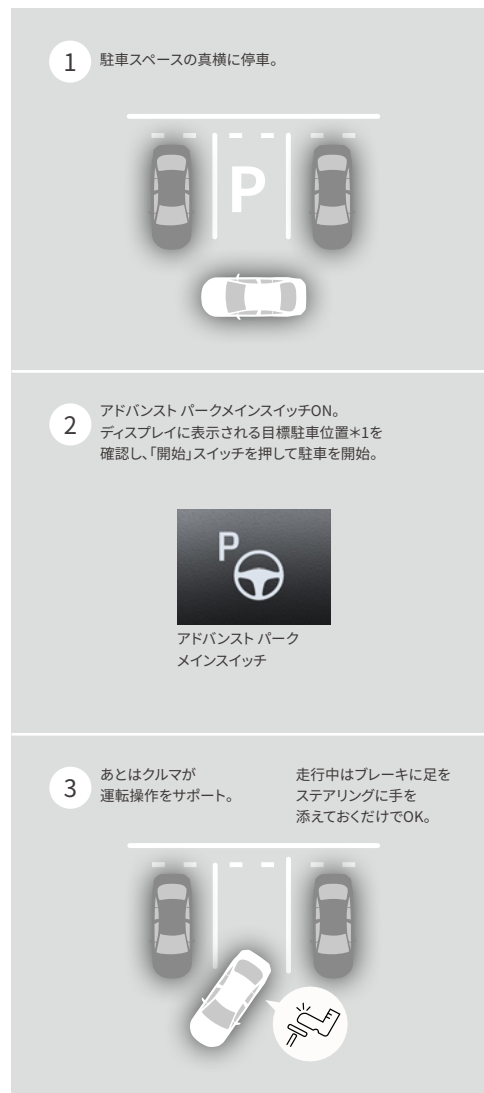 1
駐車スペースの真横に停車。
P
2
アドバンスト パークメインスイッチON。
ディスプレイに表示される目標駐車位置＊1を
確認し、「開始」スイッチを押して駐車を開始。
P
アドバンスト パーク
メインスイッチ
3
あとはクルマが
運転操作をサポート。
走行中はブレーキに足を
ステアリングに手を
添えておくだけでOK。